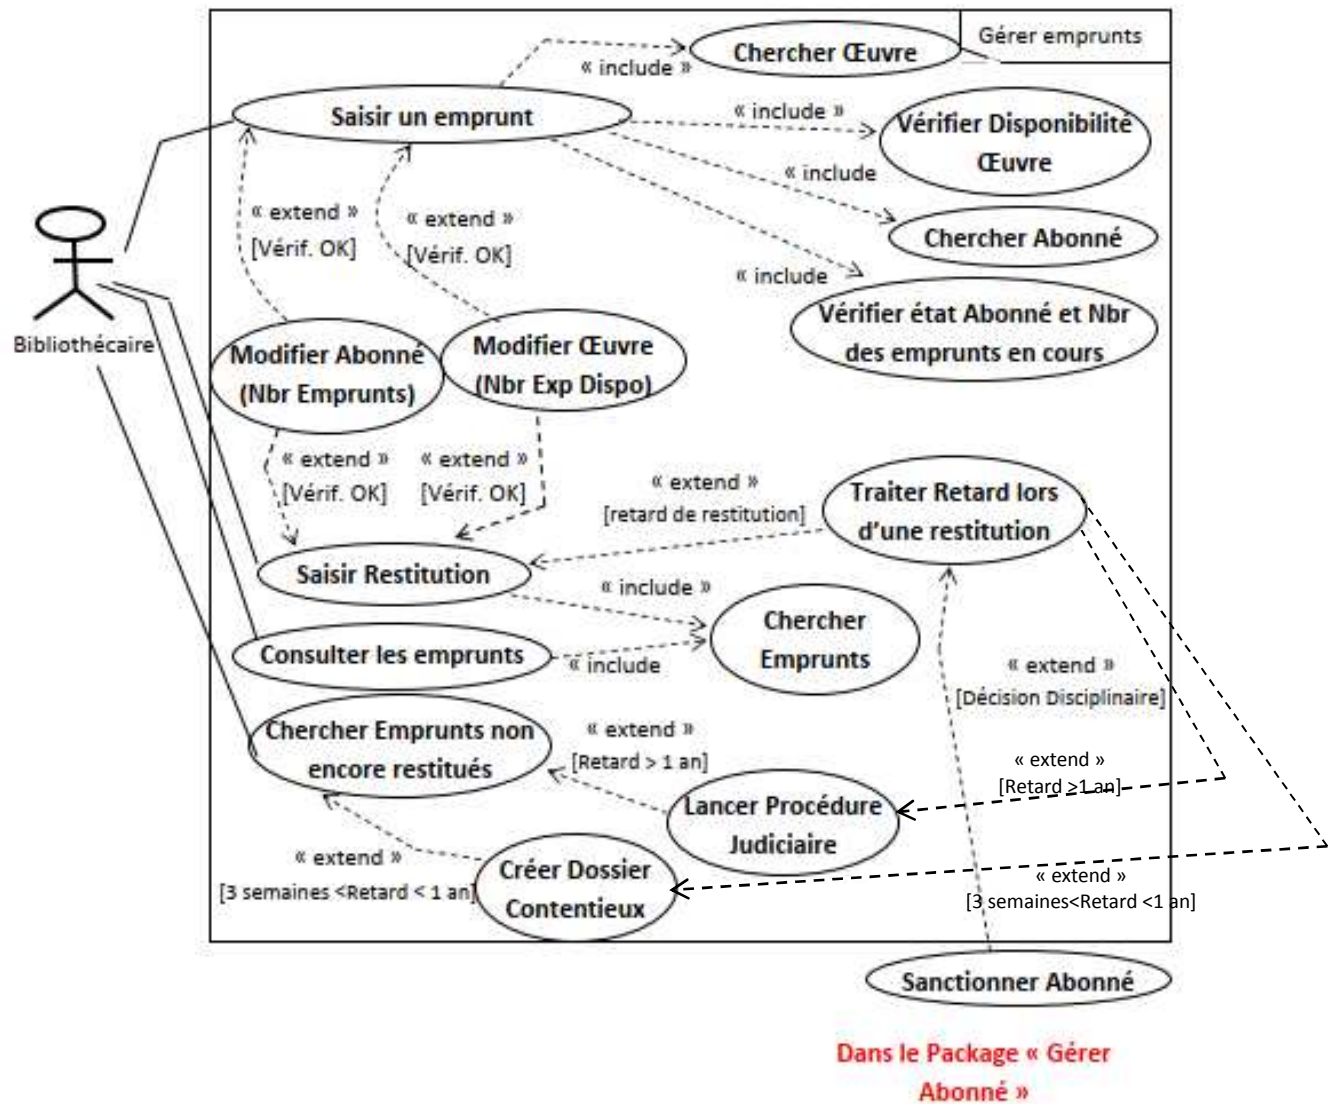 Gérer emprunts
Chercher Œuvre
« include »
Saisir un emprunt
« include »
Vérifier Disponibilité
Œuvre
« include
Chercher Abonné
« include
Vérifier état Abonné et Nbr
des emprunts en cours
« extend »
[Vérif. OK]
« extend »
[Vérif. OK]
Bibliothécaire
Modifier Abonné
(Nbr Emprunts)
Modifier Œuvre
(Nbr Exp Dispo)
« extend »
[Vérif. OK]
« extend »
[Vérif. OK]
« extend »
[retard de restitution]
Traiter Retard lors
d’une restitution
Saisir Restitution
« include »
Chercher
Emprunts
Consulter les emprunts
« include
« extend »
[Décision Disciplinaire]
Chercher Emprunts non
encore restitués
« extend »
[Retard > 1 an]
« extend »
[Retard >1 an]
Lancer Procédure
Judiciaire
« extend »
[3 semaines <Retard < 1 an]
Créer Dossier
Contentieux
« extend »
[3 semaines<Retard <1 an]
Sanctionner Abonné
Dans le Package « Gérer
Abonné »